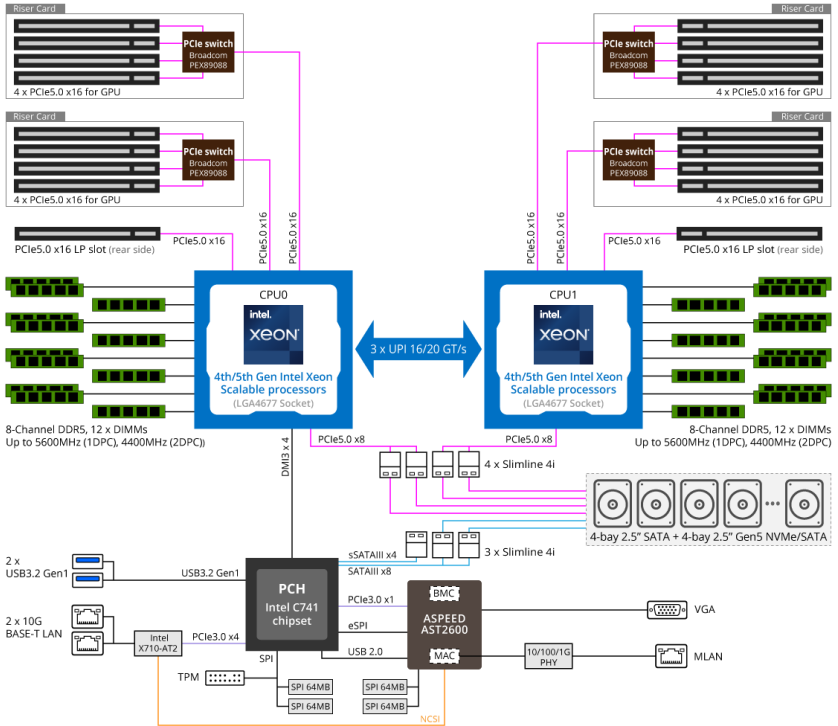 Riser Card
Riser Card
PCIe switch
Broadcom
PEX89088
PCIe switch
Broadcom
PEX89088
4 x PCIe5.0 x16 for GPU
4 x PCIe5.0 x16 for GPU
Riser Card
Riser Card
PCIe switch
Broadcom
PEX89088
PCIe switch
Broadcom
PEX89088
4 x PCIe5.0 x16 for GPU
4 x PCIe5.0 x16 for GPU
PCIe5.0 x16
PCIe5.0 x16
PCIe5.0 x16
PCIe5.0 x16
PCIe5.0 x16
PCIe5.0 x16
PCIe5.0 x16 LP slot (rear side)
PCIe5.0 x16 LP slot (rear side)
CPU0
intel.
xeon
4th/5th Gen Intel Xeon
Scalable processors
(LGA4677 Socket)
3 x UPI 16/20 GT/s
CPU1
intel.
xeon
4th/5th Gen Intel Xeon
Scalable processors
(LGA4677 Socket)
8-Channel DDR5, 12 x DIMMs
Up to 5600MHz (1DPC), 4400MHz (2DPC))
8-Channel DDR5, 12 x DIMMs
Up to 5600MHz (1DPC), 4400MHz (2DPC)
DMI3 x 4
PCIe5.0 x8
PCIe5.0 x8
4 x Slimline 4i
4-bay 2.5” SATA + 4-bay 2.5” Gen5 NVMe/SATA
3 x Slimline 4i
sSATAIII x4
SATAIII x8
2 x
USB3.2 Gen1
USB3.2 Gen1
PCH
Intel C741
chipset
PCIe3.0 x1
eSPI
USB 2.0
BMC
ASPEED
AST2600
MAC
VGA
2 x 10G
BASE-T LAN
Intel
X710-AT2
PCIe3.0 x4
10/100/1G
PHY
MLAN
SPI
TPM
SPI 64MB
SPI 64MB
SPI 64MB
SPI 64MB
NCSI